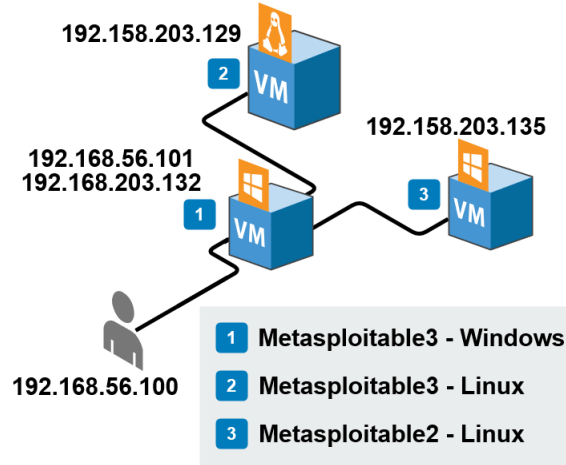 192.158.203.129
2
VM
192.158.203.135
192.168.56.101
192.168.203.132
1
VM
3
VM
192.168.56.100
1 Metasploitable3 - Windows
2 Metasploitable3 - Linux
3 Metasploitable2 - Linux